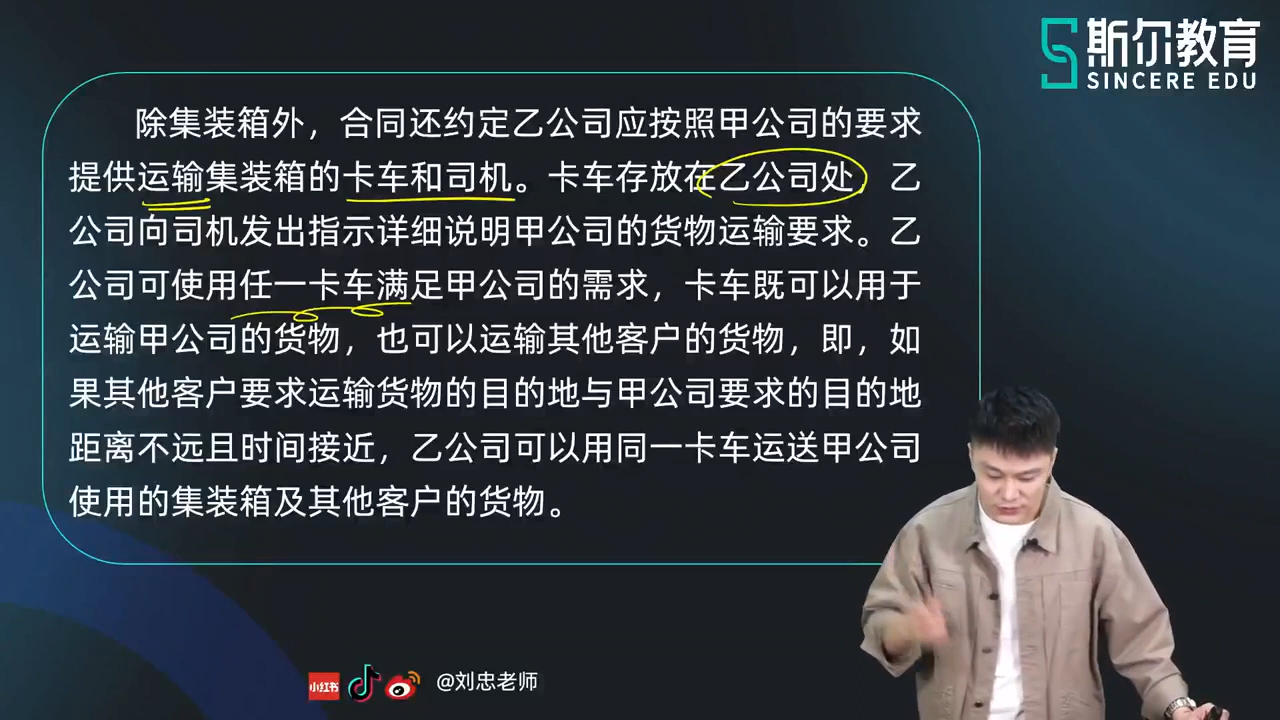 斯尔教育
SINCERE EDU
除集装箱外，合同还约定乙公司应按照甲公司的要求
提供运输集装箱的卡车和司机。卡车存放在乙公司处，乙
公司向司机发出指示详细说明甲公司的货物运输要求。乙
公司可使用任一卡车满足甲公司的需求，卡车既可以用于
运输甲公司的货物，也可以运输其他客户的货物，即，如
果其他客户要求运输货物的目的地与甲公司要求的目的地
距离不远且时间接近，乙公司可以用同一卡车运送甲公司
使用的集装箱及其他客户的货物。
小红书
@刘忠老师